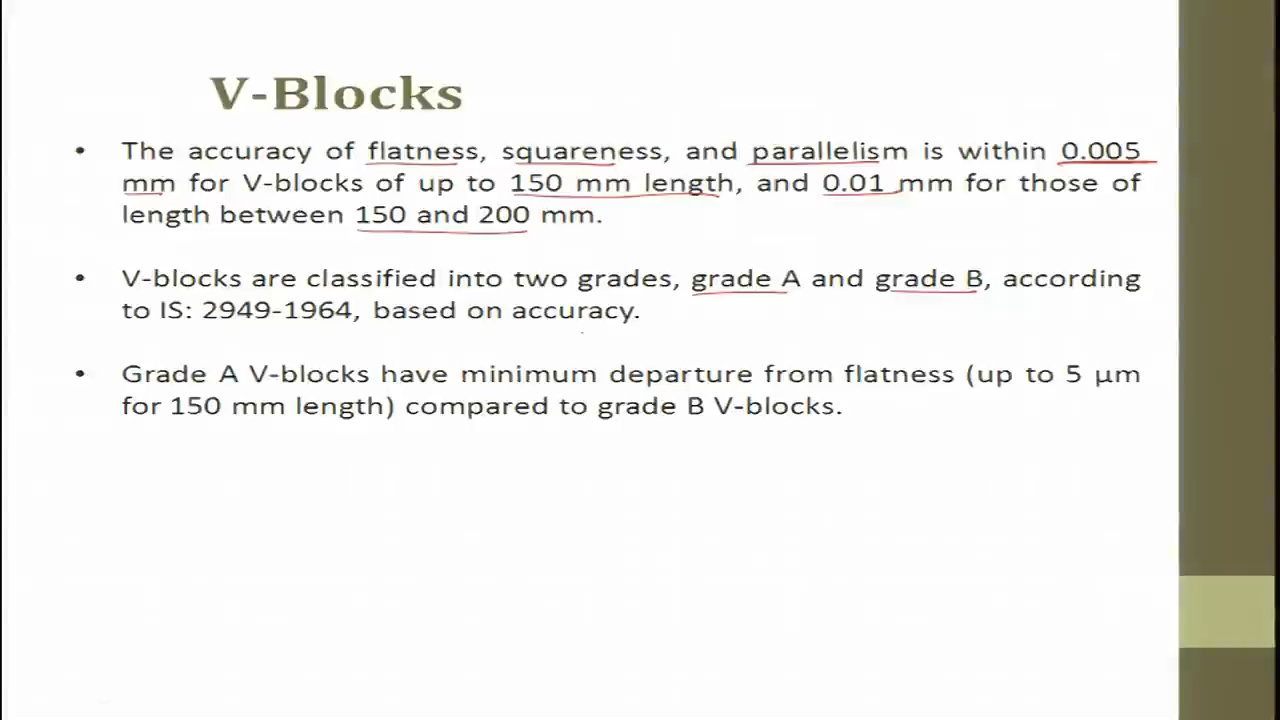 V-Blocks
• The accuracy of flatness, squareness, and parallelism is within 0.005
mm for V-blocks of up to 150 mm length, and 0.01 mm for those of
length between 150 and 200 mm.
• V-blocks are classified into two grades, grade A and grade B, according
to IS: 2949-1964, based on accuracy.
• Grade A V-blocks have minimum departure from flatness (up to 5 µm
for 150 mm length) compared to grade B V-blocks.